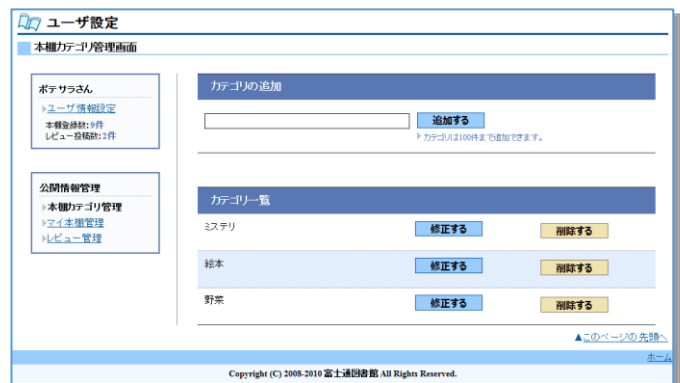 ユーザ設定
本棚カテゴリ管理画面
ポテサラさん
ユーザ情報設定
本棚登録数:9件
レビュー投稿数:2件
公開情報管理
本棚カテゴリ管理
マイ本棚管理
レビュー管理
カテゴリの追加
追加する
カテゴリは100件まで追加できます。
カテゴリ一覧
ミステリ 修正する 削除する
絵本 修正する 削除する
野菜 修正する 削除する
▲このページの先頭へ
ホーム
Copyright (C) 2008-2010 富士通図書館 All Rights Reserved.